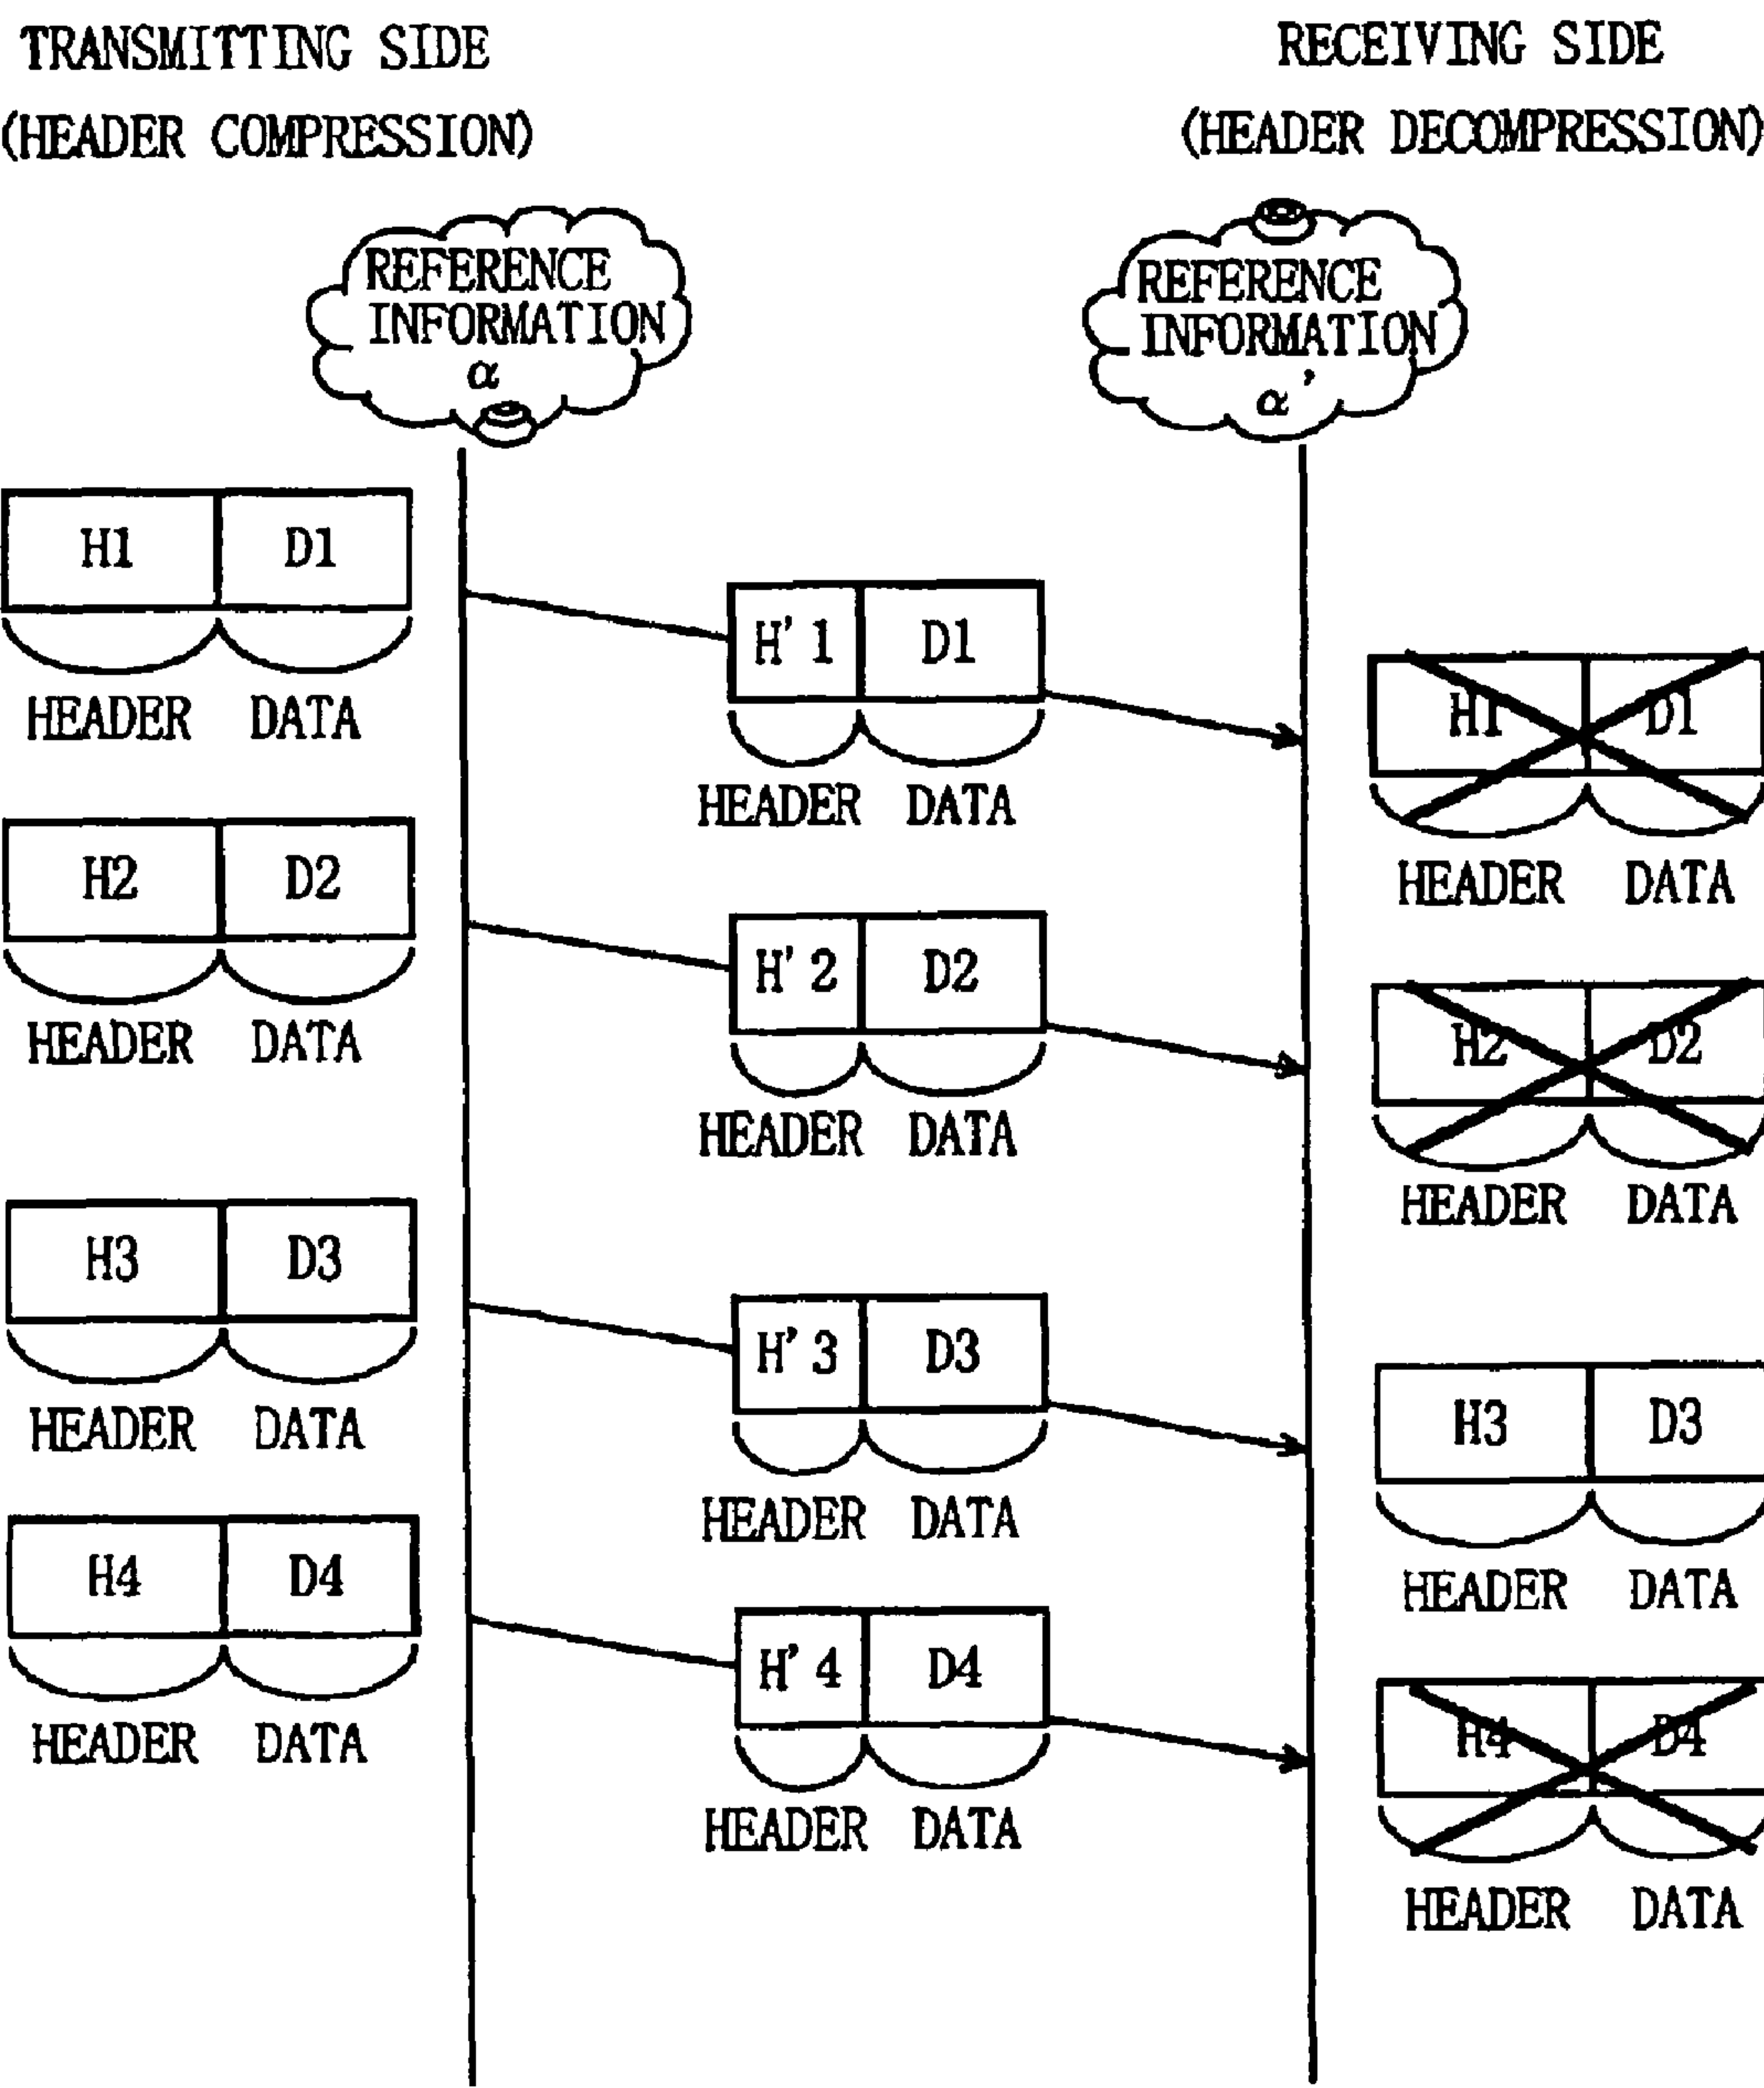 TRANSMITTING SIDE
(HEADER COMPRESSION)
RECEIVING SIDE
(HEADER DECOMPRESSION)
REFERENCE
INFORMATION
α
REFERENCE
INFORMATION
α'
H1 D1
HEADER DATA
H'1 D1
HEADER DATA
H1 D1
HEADER DATA
H2 D2
HEADER DATA
H'2 D2
HEADER DATA
H2 D2
HEADER DATA
H3 D3
HEADER DATA
H'3 D3
HEADER DATA
H3 D3
HEADER DATA
H4 D4
HEADER DATA
H'4 D4
HEADER DATA
H4 D4
HEADER DATA